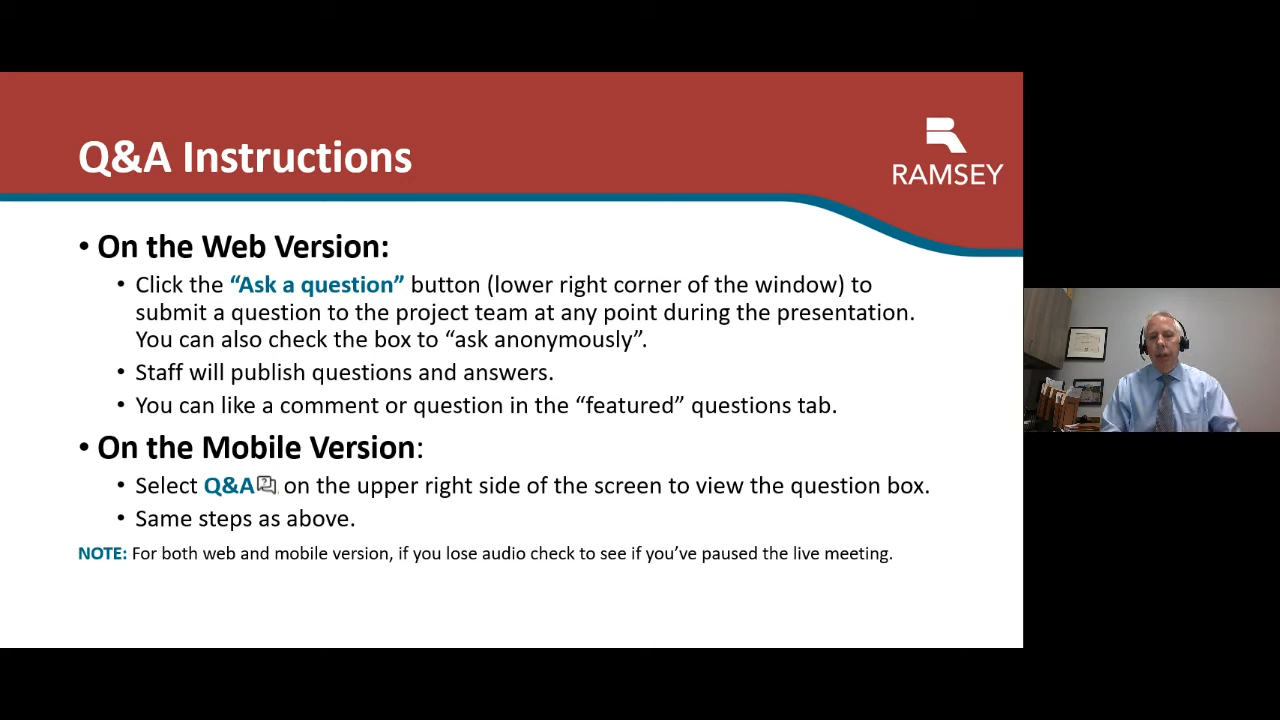 Q&A Instructions
RAMSEY
• On the Web Version:
• Click the “Ask a question” button (lower right corner of the window) to
submit a question to the project team at any point during the presentation.
You can also check the box to “ask anonymously”.
• Staff will publish questions and answers.
• You can like a comment or question in the “featured” questions tab.
• On the Mobile Version:
• Select Q&A on the upper right side of the screen to view the question box.
• Same steps as above.
NOTE: For both web and mobile version, if you lose audio check to see if you’ve paused the live meeting.